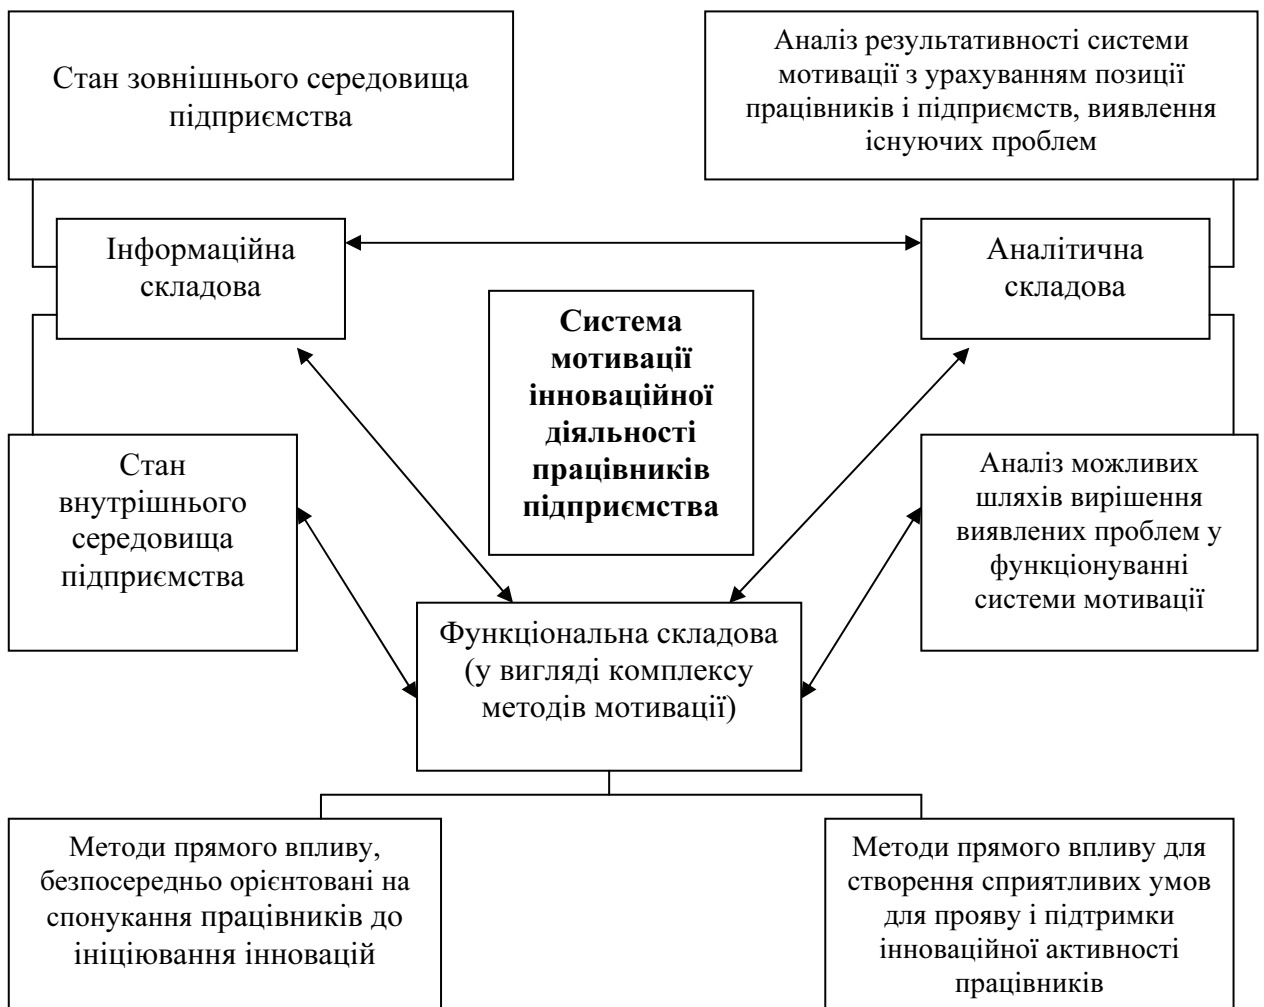 Стан зовнішнього середовища
підприємства
Аналіз результативності системи
мотивації з урахуванням позиції
працівників і підприємств, виявлення
існуючих проблем
Інформаційна
складова
Аналітична
складова
Система
мотивації
інноваційної
діяльності
працівників
підприємства
Стан
внутрішнього
середовища
підприємства
Аналіз можливих
шляхів вирішення
виявлених проблем у
функціонуванні
системи мотивації
Функціональна складова
(у вигляді комплексу
методів мотивації)
Методи прямого впливу,
безпосередньо орієнтовані на
спонукання працівників до
ініціювання інновацій
Методи прямого впливу для
створення сприятливих умов
для прояву і підтримки
інноваційної активності
працівників